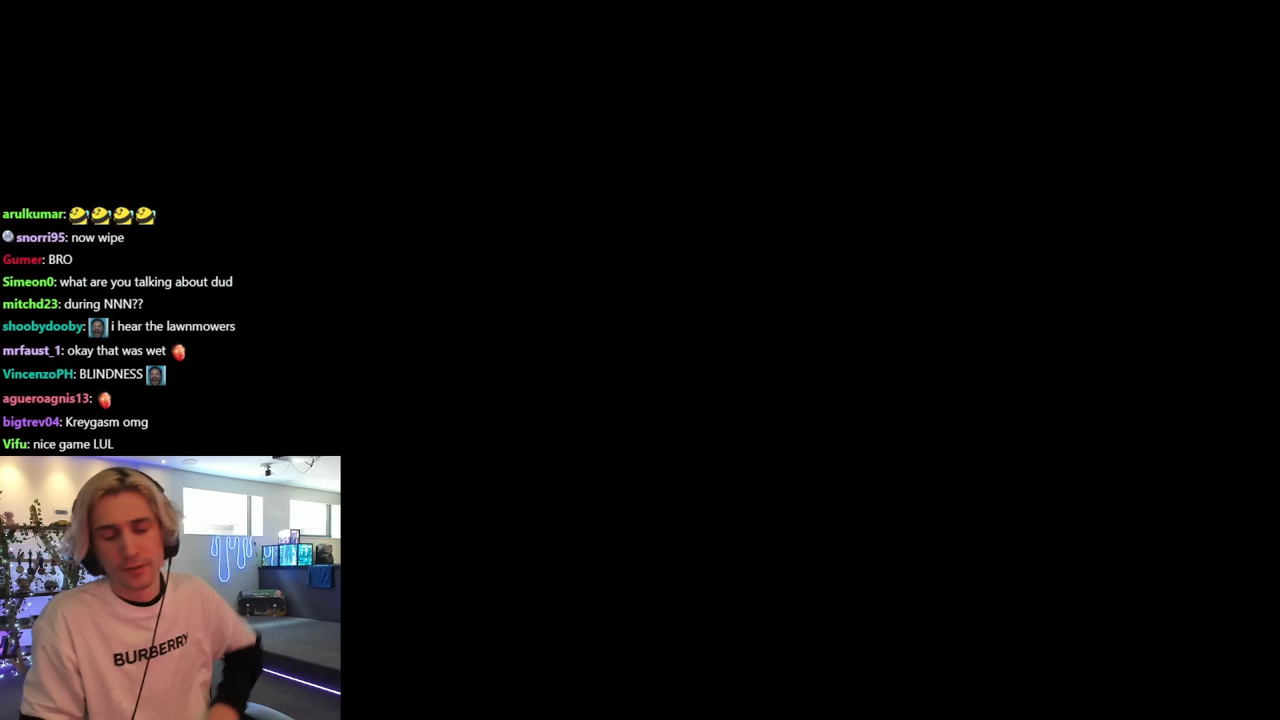 arulkumar:
snorri95: now wipe
Gumer: BRO
Simeon0: what are you talking about dud
mitchd23: during NNN??
shoobydooby: i hear the lawnmowers
mrfaust_1: okay that was wet
VincenzoPH: BLINDNESS
agueroagnis13:
bigtrev04: Kreygasm omg
Vifu: nice game LUL
BURBERRY